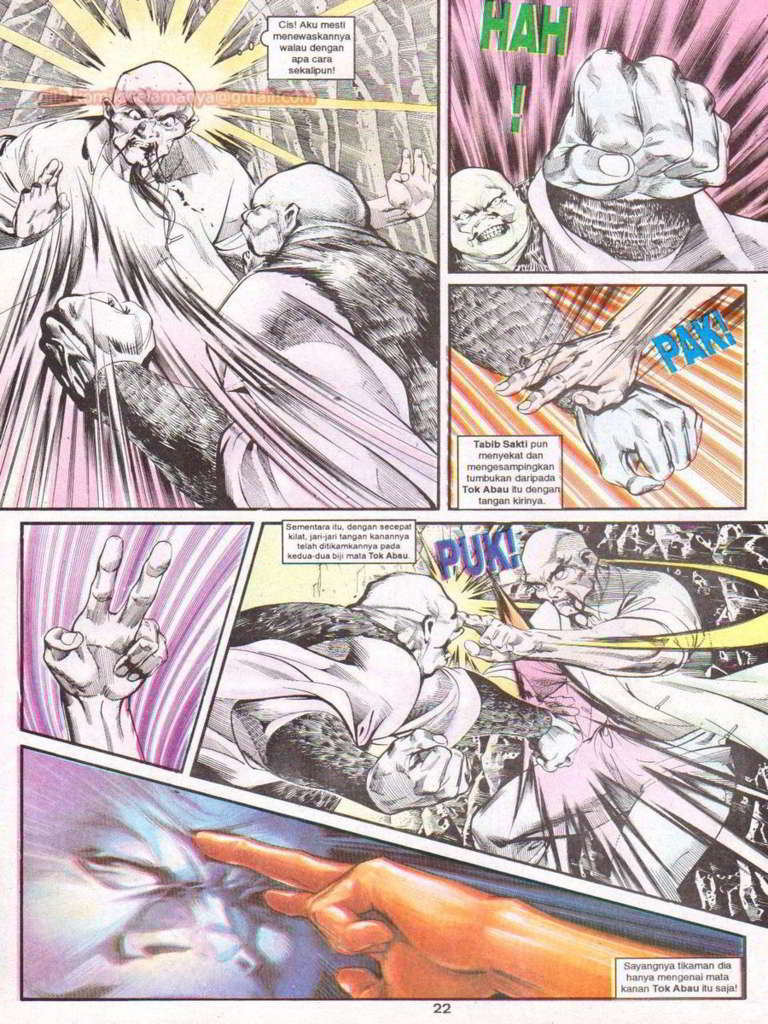 Cis! Aku mesti
menewaskannya
walau dengan
apa cara
sekalipun!
HAH
!
PAK!
Tabib Sakti pun
menyekat dan
mengesampingkan
tumbukan daripada
Tok Abau itu dengan
tangan kirinya.
Sementara itu, dengan secepat
kilat, jari-jari tangan kanannya
telah ditikamkannya pada
kedua-dua biji mata Tok Abau.
PUK!
Sayangnya tikaman dia
hanya mengenai mata
kanan Tok Abau itu saja!
22